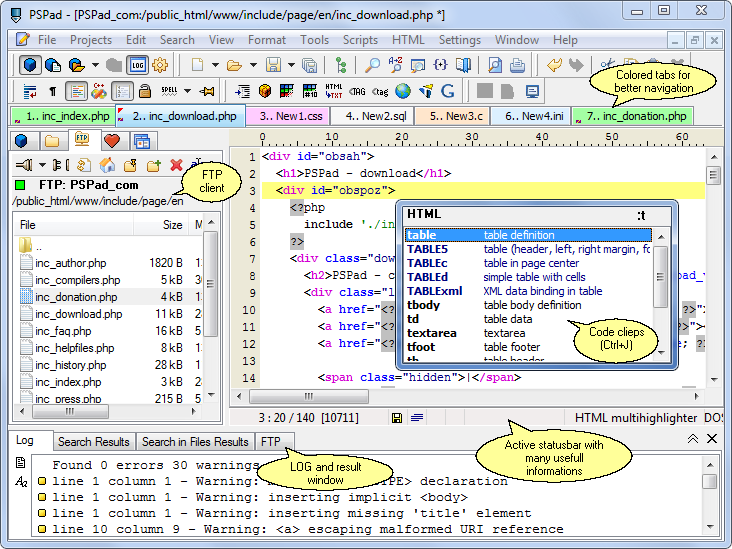 PSPad - [PSPad_com:/public_html/www/include/page/en/inc_download.php *]
File Projects Edit Search View Format Tools Scripts HTML Settings Window Help
LOG
SPELL
HTML
TXT
Colored tabs for
better navigation
1.. inc_index.php 2.. inc_download.php 3.. New1.css 4.. New2.sql 5.. New3.c 6.. New4.ini 7.. inc_donation.php
FTP
0 10 20 30 40 50 60
FTP: PSPad_com
/public_html/www/include/page/en
FTP
client
File Size M
..
inc_author.php 1820 B
inc_compilers.php 5 kB
inc_donation.php 4 kB
inc_download.php 11 kB
inc_faq.php 16 kB
inc_helpfiles.php 8 kB
inc_history.php 28 kB
inc_index.php 3 kB
inc_press.php 215 B
1 <div id="obsah">
2 <h1>PSPad - download</h1>
3 <div id="obspoz">
4 <?php
5 include './in
6 ?>
7 <div class="dow
8 <h2>PSPad - c
9 <div class="l
10 <a href="<?
11 <a href="<?
12 <a href="<?
13
14 <span class="hidden">|</span>
HTML :t
table table definition
TABLE5 table (header, left, right margin, fo
TABLEc table in page center
TABLEd simple table with cells
TABLExml XML data binding in table
tbody table body definition
td table data
textarea textarea
tfoot table footer
th table header
Code clieps
(Ctrl+J)
3 : 20 / 140 [10711] HTML multihighlighter DOS
Active statusbar with
many usefull
informations
Log Search Results Search in Files Results FTP
LOG and result
window
Found 0 errors 30 warnings
line 1 column 1 - Warning: declaration
line 1 column 1 - Warning: inserting implicit <body>
line 1 column 1 - Warning: inserting missing 'title' element
line 10 column 9 - Warning: <a> escaping malformed URI reference